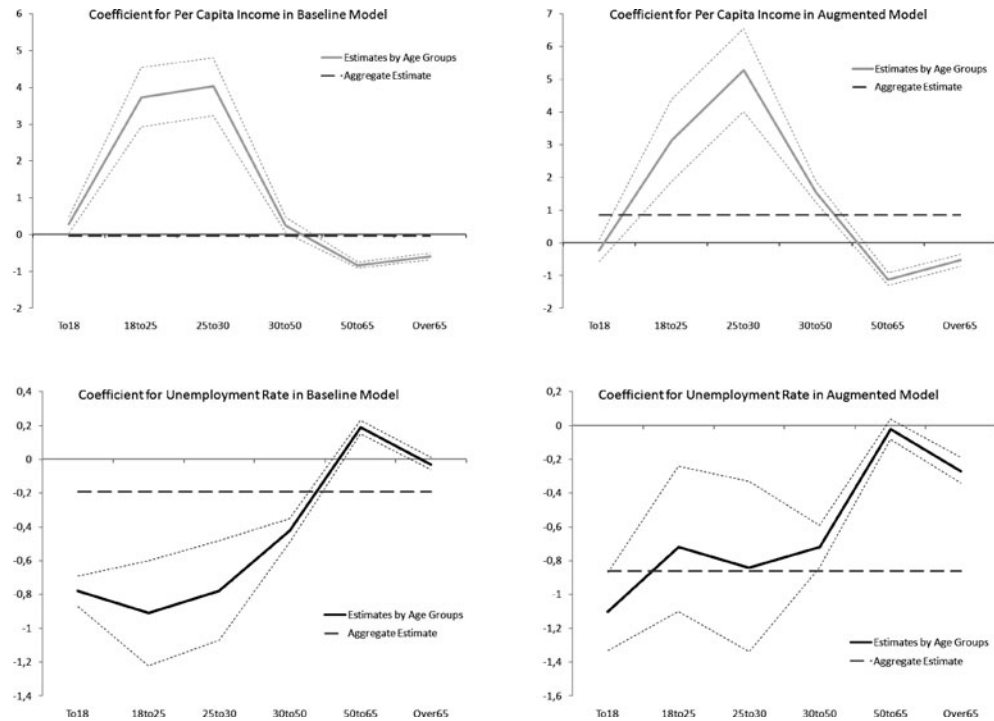 Coefficient for Per Capita Income in Baseline Model
5
4
3
2
1
0
-1
-2
Estimates by Age Groups
Aggregate Estimate
To18 18to25 25to30 30to50 50to65 Over65
Coefficient for Per Capita Income in Augmented Model
7
6
5
4
3
2
1
0
-1
-2
Estimates by Age Groups
Aggregate Estimate
To18 18to25 25to30 30to50 50to65 Over65
Coefficient for Unemployment Rate in Baseline Model
0,4
0,2
0
-0,2
-0,4
-0,6
-0,8
-1
-1,2
-1,4
Estimates by Age Groups
Aggregate Estimate
To18 18to25 25to30 30to50 50to65 Over65
Coefficient for Unemployment Rate in Augmented Model
0,2
0
-0,2
-0,4
-0,6
-0,8
-1
-1,2
-1,4
-1,6
Estimates by Age Groups
Aggregate Estimate
To18 18to25 25to30 30to50 50to65 Over65